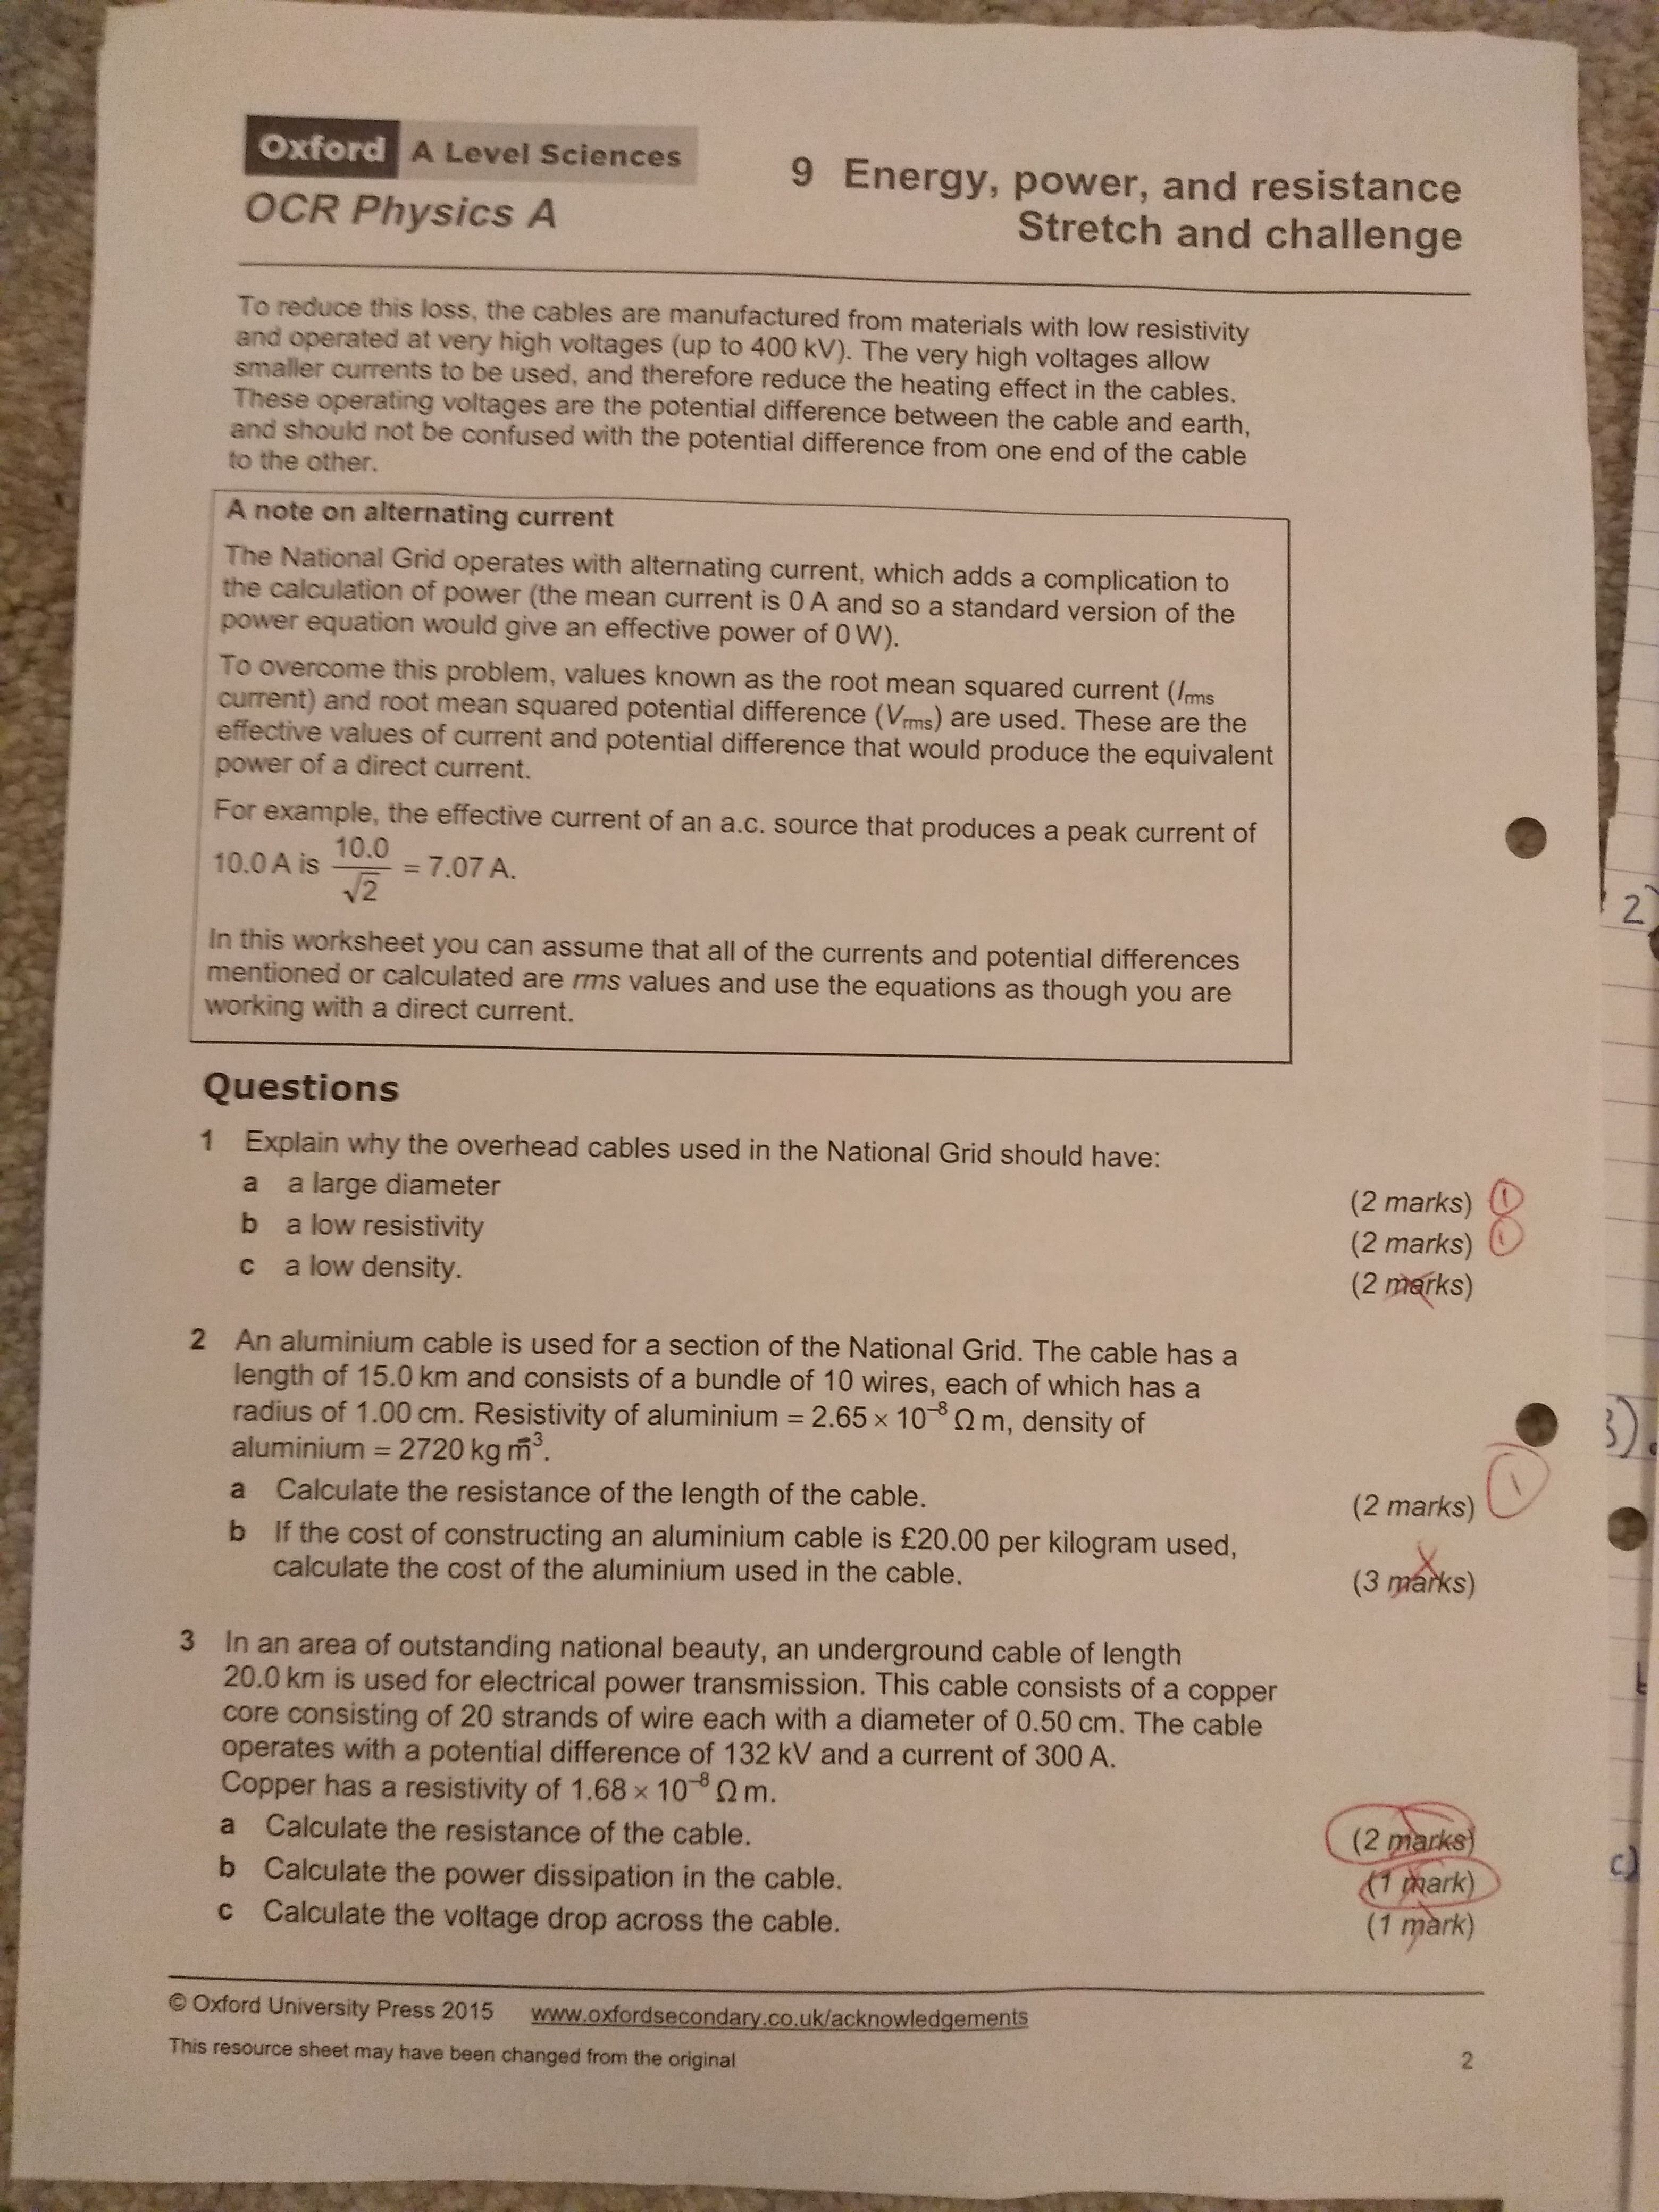 Oxford A Level Sciences
OCR Physics A
9 Energy, power, and resistance
Stretch and challenge
To reduce this loss, the cables are manufactured from materials with low resistivity
and operated at very high voltages (up to 400 kV). The very high voltages allow
smaller currents to be used, and therefore reduce the heating effect in the cables.
These operating voltages are the potential difference between the cable and earth,
and should not be confused with the potential difference from one end of the cable
to the other.
A note on alternating current
The National Grid operates with alternating current, which adds a complication to
the calculation of power (the mean current is 0 A and so a standard version of the
power equation would give an effective power of 0 W).
To overcome this problem, values known as the root mean squared current (Irms
current) and root mean squared potential difference (Vrms) are used. These are the
effective values of current and potential difference that would produce the equivalent
power of a direct current.
For example, the effective current of an a.c. source that produces a peak current of
10.0 A is 10.0/√2 = 7.07 A.
In this worksheet you can assume that all of the currents and potential differences
mentioned or calculated are rms values and use the equations as though you are
working with a direct current.
Questions
1 Explain why the overhead cables used in the National Grid should have:
a a large diameter (2 marks) 1
b a low resistivity (2 marks) 1
c a low density. (2 marks)
2 An aluminium cable is used for a section of the National Grid. The cable has a
length of 15.0 km and consists of a bundle of 10 wires, each of which has a
radius of 1.00 cm. Resistivity of aluminium = 2.65 × 10⁻⁸ Ω m, density of
aluminium = 2720 kg m⁻³.
a Calculate the resistance of the length of the cable. (2 marks) 1
b If the cost of constructing an aluminium cable is £20.00 per kilogram used,
calculate the cost of the aluminium used in the cable. (3 marks)
3 In an area of outstanding national beauty, an underground cable of length
20.0 km is used for electrical power transmission. This cable consists of a copper
core consisting of 20 strands of wire each with a diameter of 0.50 cm. The cable
operates with a potential difference of 132 kV and a current of 300 A.
Copper has a resistivity of 1.68 × 10⁻⁸ Ω m.
a Calculate the resistance of the cable. (2 marks)
b Calculate the power dissipation in the cable. (1 mark)
c Calculate the voltage drop across the cable. (1 mark)
© Oxford University Press 2015 www.oxfordsecondary.co.uk/acknowledgements
This resource sheet may have been changed from the original
2
2)
3)
c)